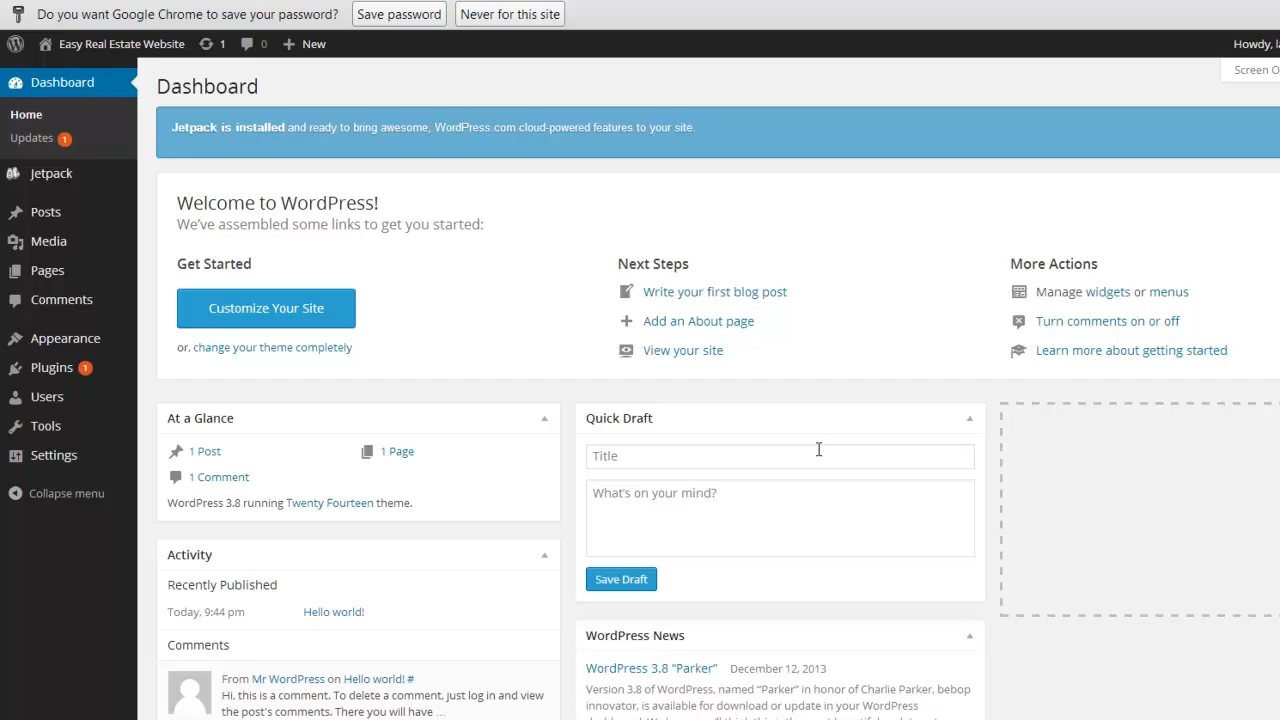 Do you want Google Chrome to save your password? Save password Never for this site
Easy Real Estate Website 1 0 New Howdy, la
Dashboard
Home
Updates 1
Jetpack
Posts
Media
Pages
Comments
Appearance
Plugins 1
Users
Tools
Settings
Collapse menu
Screen O
Dashboard
Jetpack is installed and ready to bring awesome, WordPress.com cloud-powered features to your site.
Welcome to WordPress!
We've assembled some links to get you started:
Get Started
Customize Your Site
or, change your theme completely
Next Steps
Write your first blog post
Add an About page
View your site
More Actions
Manage widgets or menus
Turn comments on or off
Learn more about getting started
At a Glance
1 Post 1 Page
1 Comment
WordPress 3.8 running Twenty Fourteen theme.
Activity
Recently Published
Today, 9:44 pm Hello world!
Comments
From Mr WordPress on Hello world! #
Hi, this is a comment. To delete a comment, just log in and view
the post's comments. There you will have …
Quick Draft
Title
What's on your mind?
Save Draft
WordPress News
WordPress 3.8 “Parker” December 12, 2013
Version 3.8 of WordPress, named “Parker” in honor of Charlie Parker, bebop
innovator, is available for download or update in your WordPress